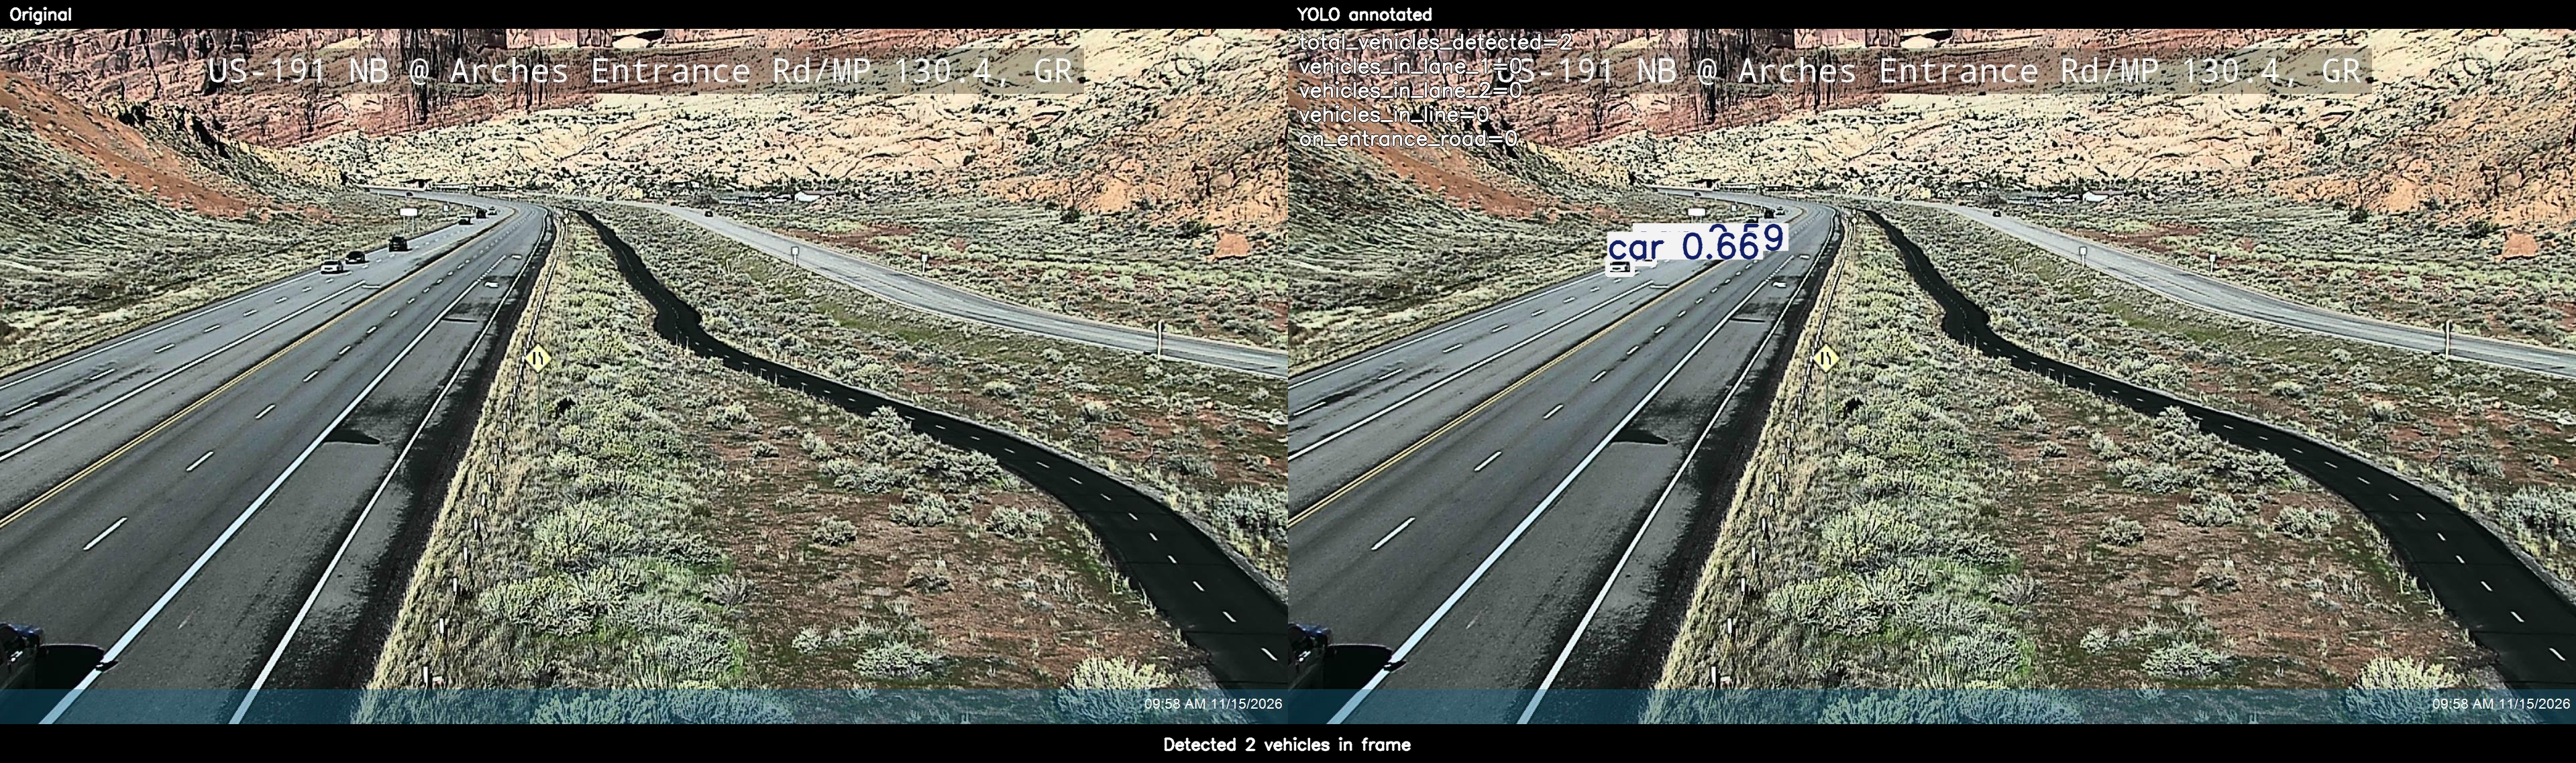 Original
US-191 NB @ Arches Entrance Rd/MP 130.4, GR
09:58 AM 11/15/2026
YOLO annotated
total_vehicles_detected=2
vehicles_in_lane_1=0
US-191 NB @ Arches Entrance Rd/MP 130.4, GR
vehicles_in_lane_2=0
vehicles_in_line=0
on_entrance_road=0
car 0.66
09:58 AM 11/15/2026
Detected 2 vehicles in frame